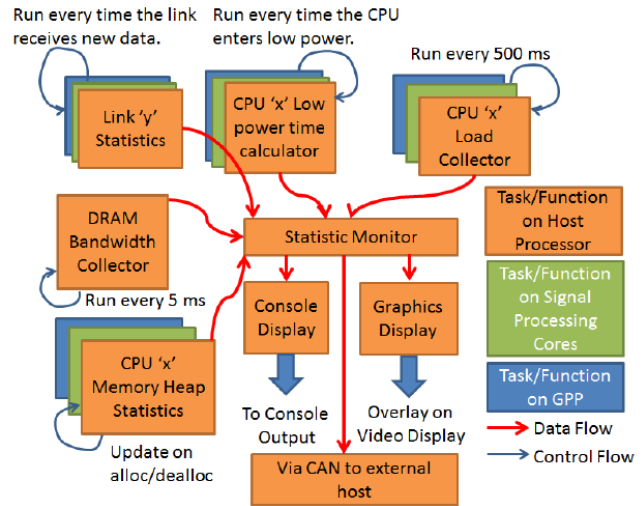 Run every time the link
receives new data.
Run every time the CPU
enters low power.
Run every 500 ms
Link ‘y’
Statistics
CPU ‘x’ Low
power time
calculator
CPU ‘x’
Load
Collector
DRAM
Bandwidth
Collector
Run every 5 ms
Statistic Monitor
Task/Function
on Host
Processor
Console
Display
Graphics
Display
Task/Function
on Signal
Processing
Cores
CPU ‘x’
Memory Heap
Statistics
Update on
alloc/dealloc
To Console
Output
Overlay on
Video Display
Task/Function
on GPP
Data Flow
Control Flow
Via CAN to external
host